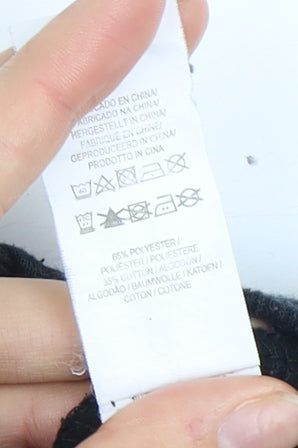 FABRICADO EN CHINA/
FABRICADO NA CHINA/
HERGESTELLT IN CHINA/
FABRIQUÉ EN CHINE/
GEPRODUCEERD IN CHINA/
PRODOTTO IN CINA
65% POLYESTER /
POLIÉSTER / POLIESTERE
35% COTTON / ALGODÓN /
ALGODÃO / BAUMWOLLE / KATOEN /
COTON / COTONE